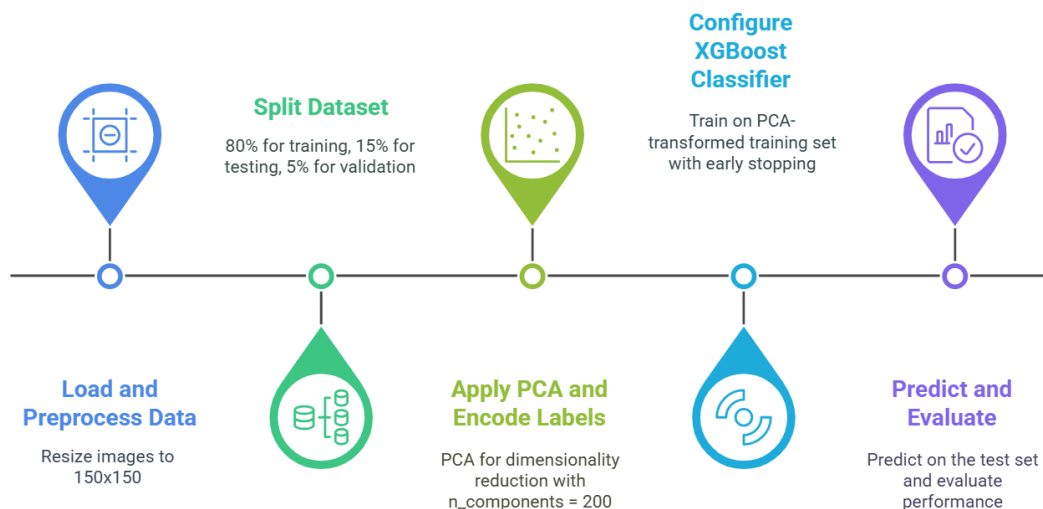 Load and
Preprocess Data
Resize images to
150x150
Split Dataset
80% for training, 15% for
testing, 5% for validation
Apply PCA and
Encode Labels
PCA for dimensionality
reduction with
n_components = 200
Configure
XGBoost
Classifier
Train on PCA-
transformed training set
with early stopping
Predict and
Evaluate
Predict on the test set
and evaluate
performance